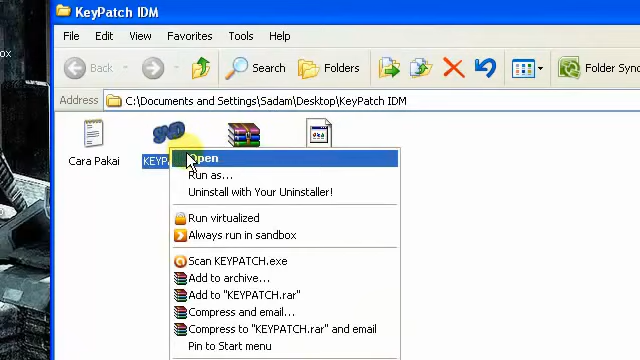 KeyPatch IDM
File Edit View Favorites Tools Help
Back Search Folders Folder Sync
Address C:\Documents and Settings\Sadam\Desktop\KeyPatch IDM
SND
Cara Pakai
Open
Run as...
Uninstall with Your Uninstaller!
Run virtualized
Always run in sandbox
Scan KEYPATCH.exe
Add to archive...
Add to "KEYPATCH.rar"
Compress and email...
Compress to "KEYPATCH.rar" and email
Pin to Start menu